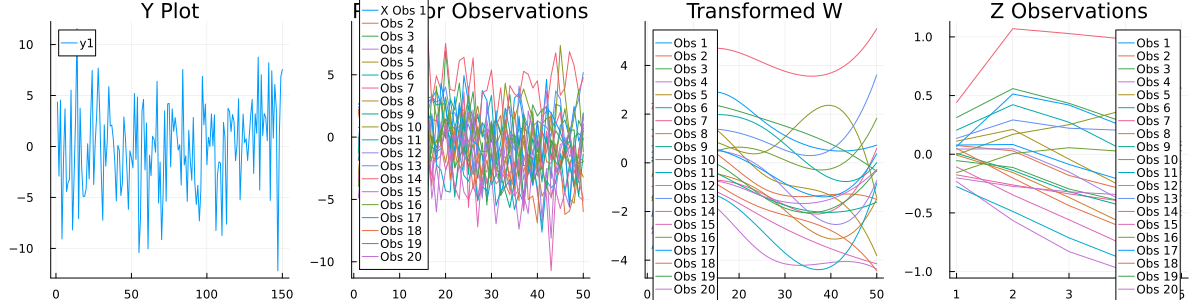 Y Plot
y1
10
5
0
−5
−10
0
50
100
150
or Observations
X Obs 1
Obs 2
Obs 3
Obs 4
Obs 5
Obs 6
Obs 7
Obs 8
Obs 9
Obs 10
Obs 11
Obs 12
Obs 13
Obs 14
Obs 15
Obs 16
Obs 17
Obs 18
Obs 19
Obs 20
5
0
−5
−10
0
10
20
30
40
50
Transformed W
Obs 1
Obs 2
Obs 3
Obs 4
Obs 5
Obs 6
Obs 7
Obs 8
Obs 9
Obs 10
Obs 11
Obs 12
Obs 13
Obs 14
Obs 15
Obs 16
Obs 17
Obs 18
Obs 19
Obs 20
4
2
0
−2
−4
0
20
30
40
50
Z Observations
Obs 1
Obs 2
Obs 3
Obs 4
Obs 5
Obs 6
Obs 7
Obs 8
Obs 9
Obs 10
Obs 11
Obs 12
Obs 13
Obs 14
Obs 15
Obs 16
Obs 17
Obs 18
Obs 19
Obs 20
1.0
0.5
0.0
−0.5
−1.0
1
2
3